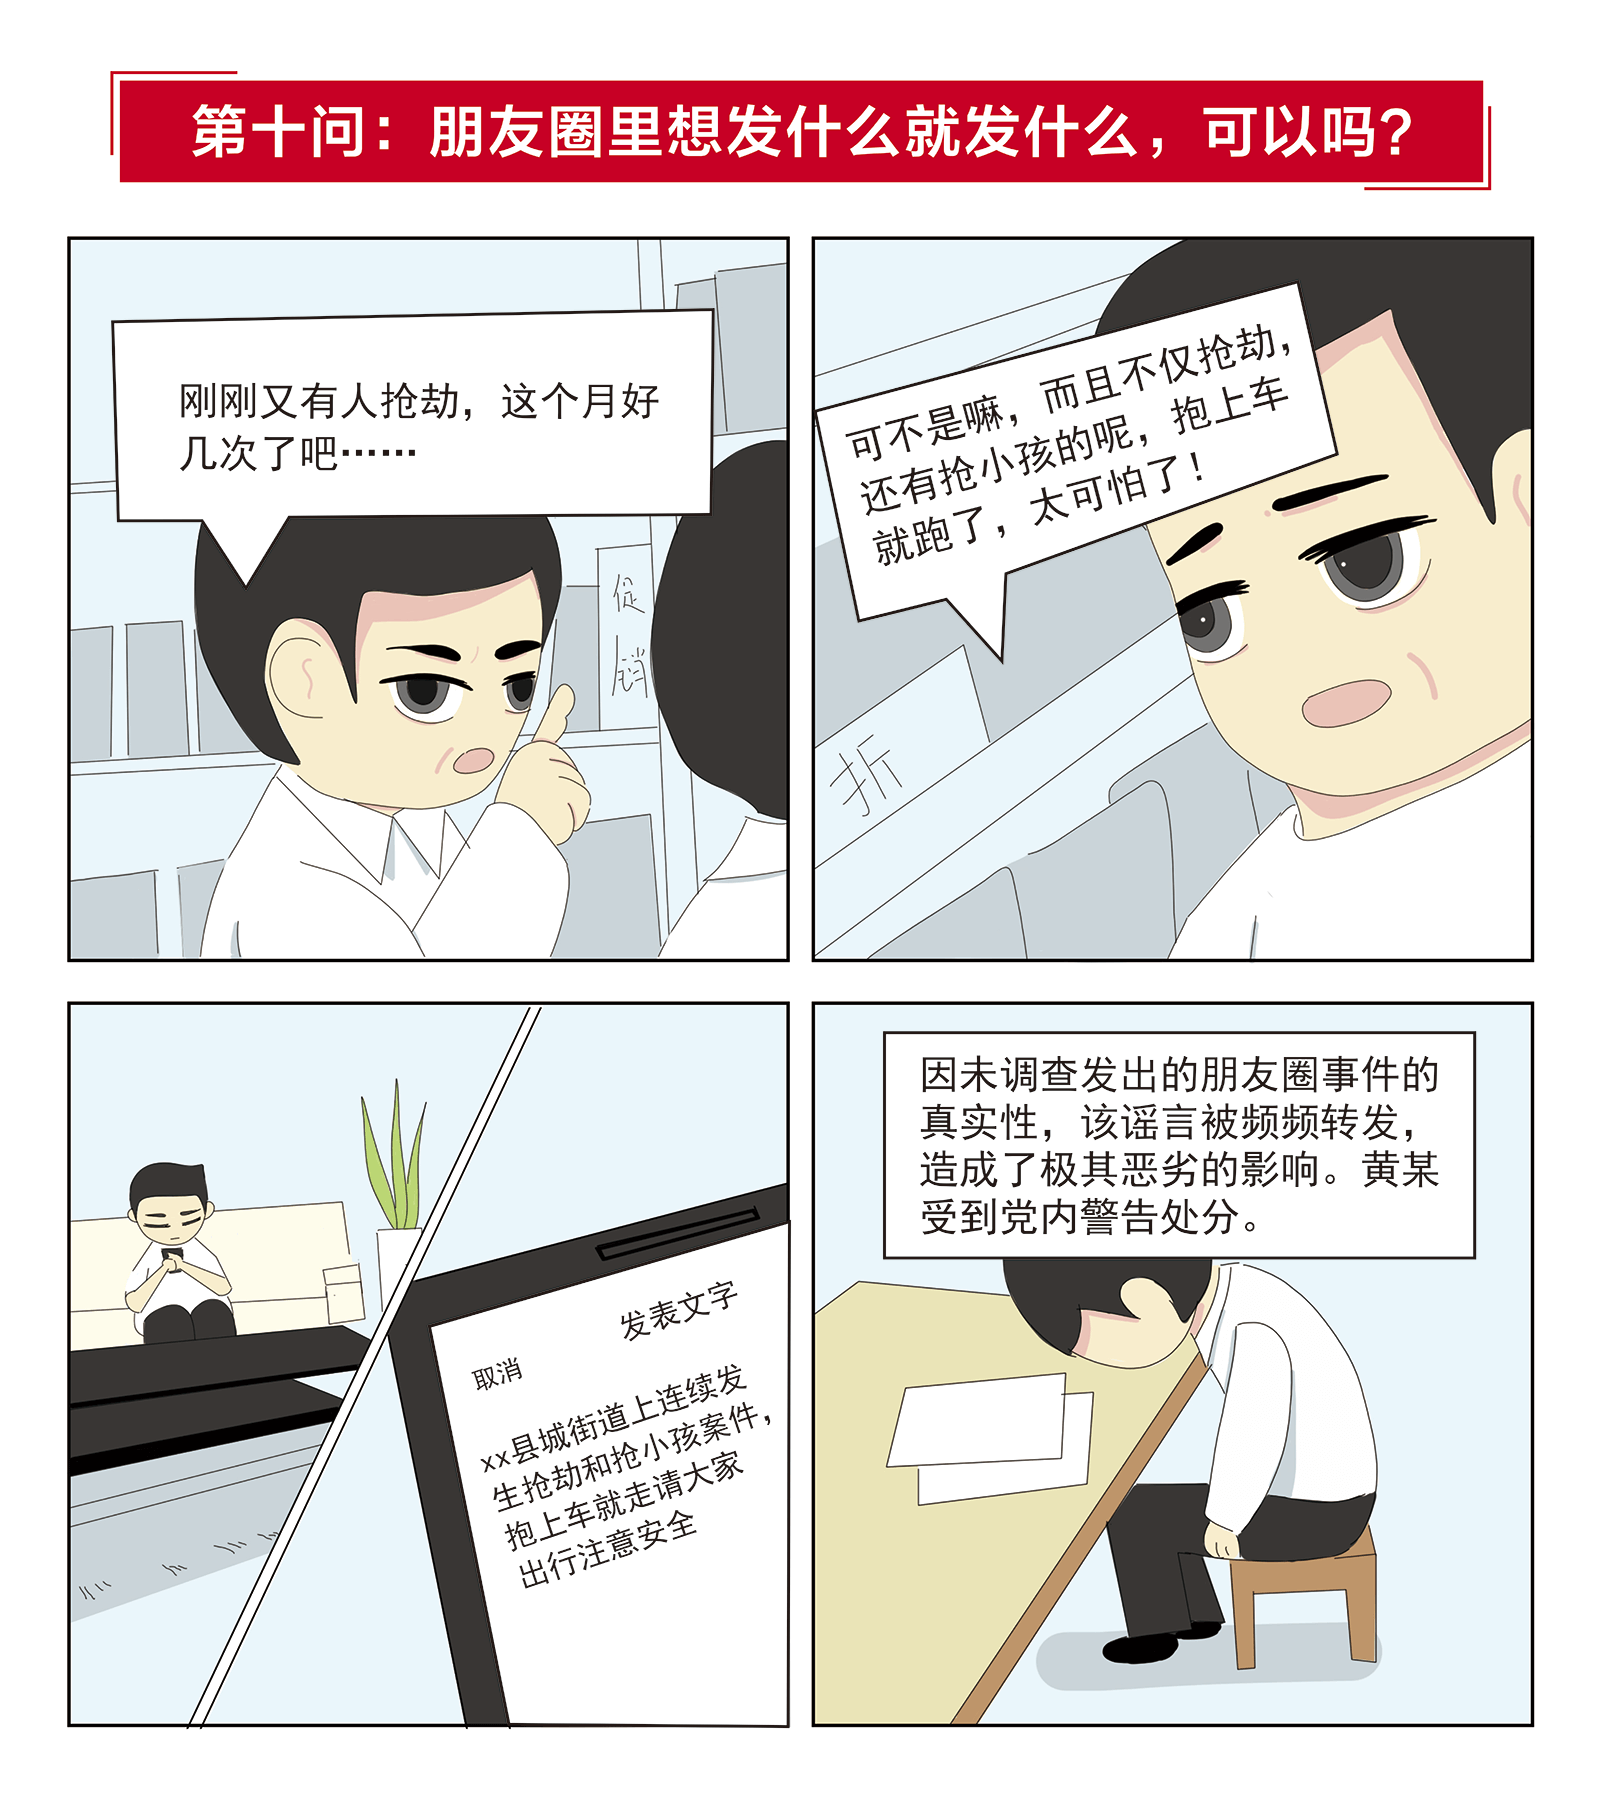 第十问：朋友圈里想发什么就发什么，可以吗？
刚刚又有人抢劫，这个月好
几次了吧……
促
销
可不是嘛，而且不仅抢劫，
还有抢小孩的呢，抱上车
就跑了，太可怕了！
折
发表文字
取消
xx县城街道上连续发
生抢劫和抢小孩案件，
抱上车就走请大家
出行注意安全
因未调查发出的朋友圈事件的
真实性，该谣言被频频转发，
造成了极其恶劣的影响。黄某
受到党内警告处分。